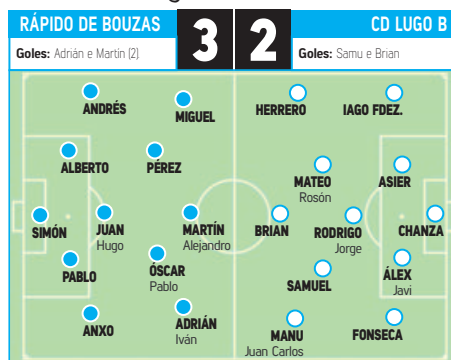 RÁPIDO DE BOUZAS 3 2 CD LUGO B
Goles: Adrián e Martín (2) Goles: Samu e Brian
ANDRÉS MIGUEL HERRERO IAGO FDEZ.
ALBERTO PÉREZ MATEO ASIER
Rosón
SIMÓN JUAN MARTÍN BRIAN RODRIGO CHANZA
Hugo Alejandro Jorge
PABLO ÓSCAR SAMUEL ÁLEX
Pablo Javi
ANXO ADRIÁN MANU FONSECA
Iván Juan Carlos